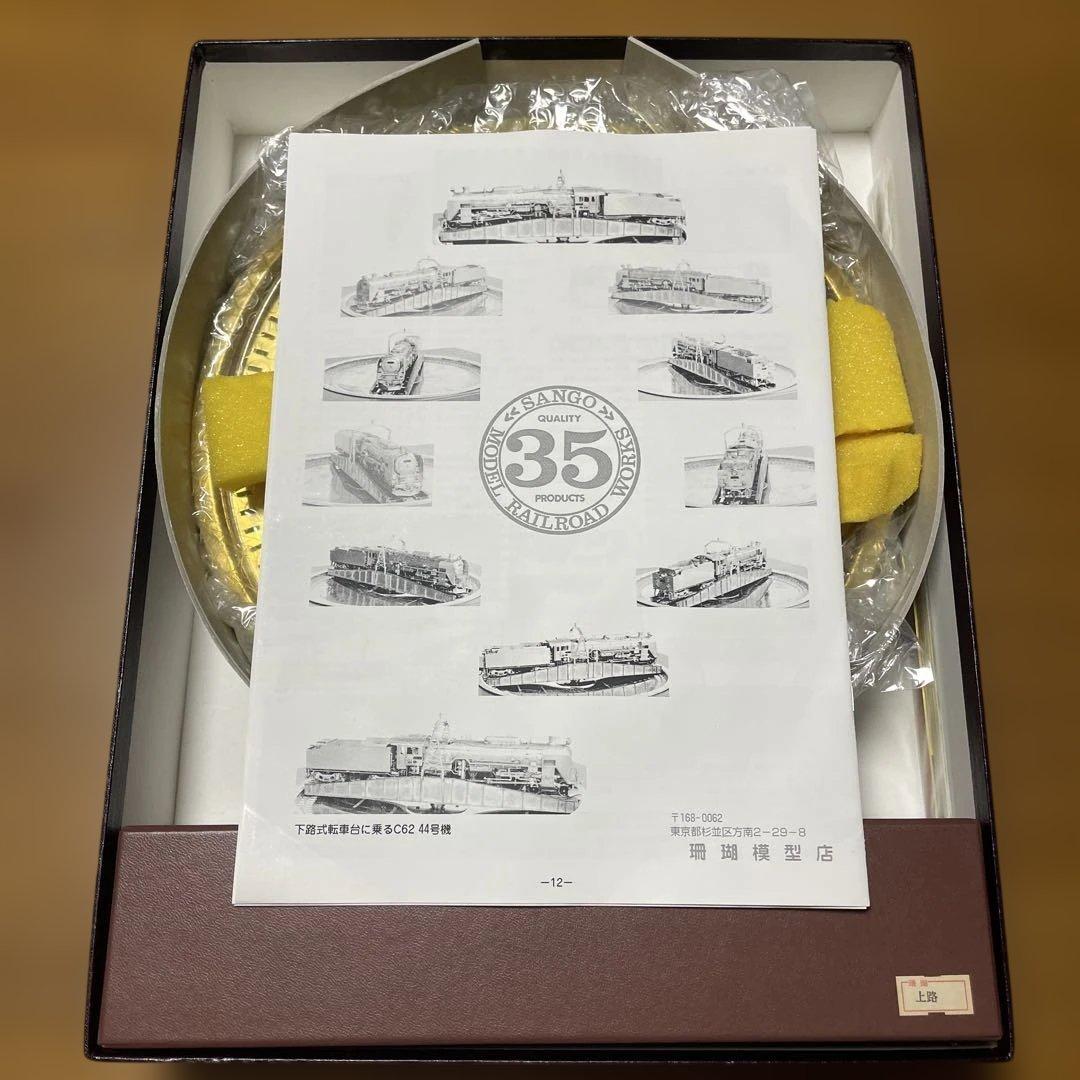 ≪ SANGO ≫
QUALITY
35
PRODUCTS
MODEL RAILROAD WORKS
下路式転車台に乗るC62 44号機
〒168-0062
東京都杉並区方南2-29-8
珊瑚模型店
-12-
珊瑚
上路